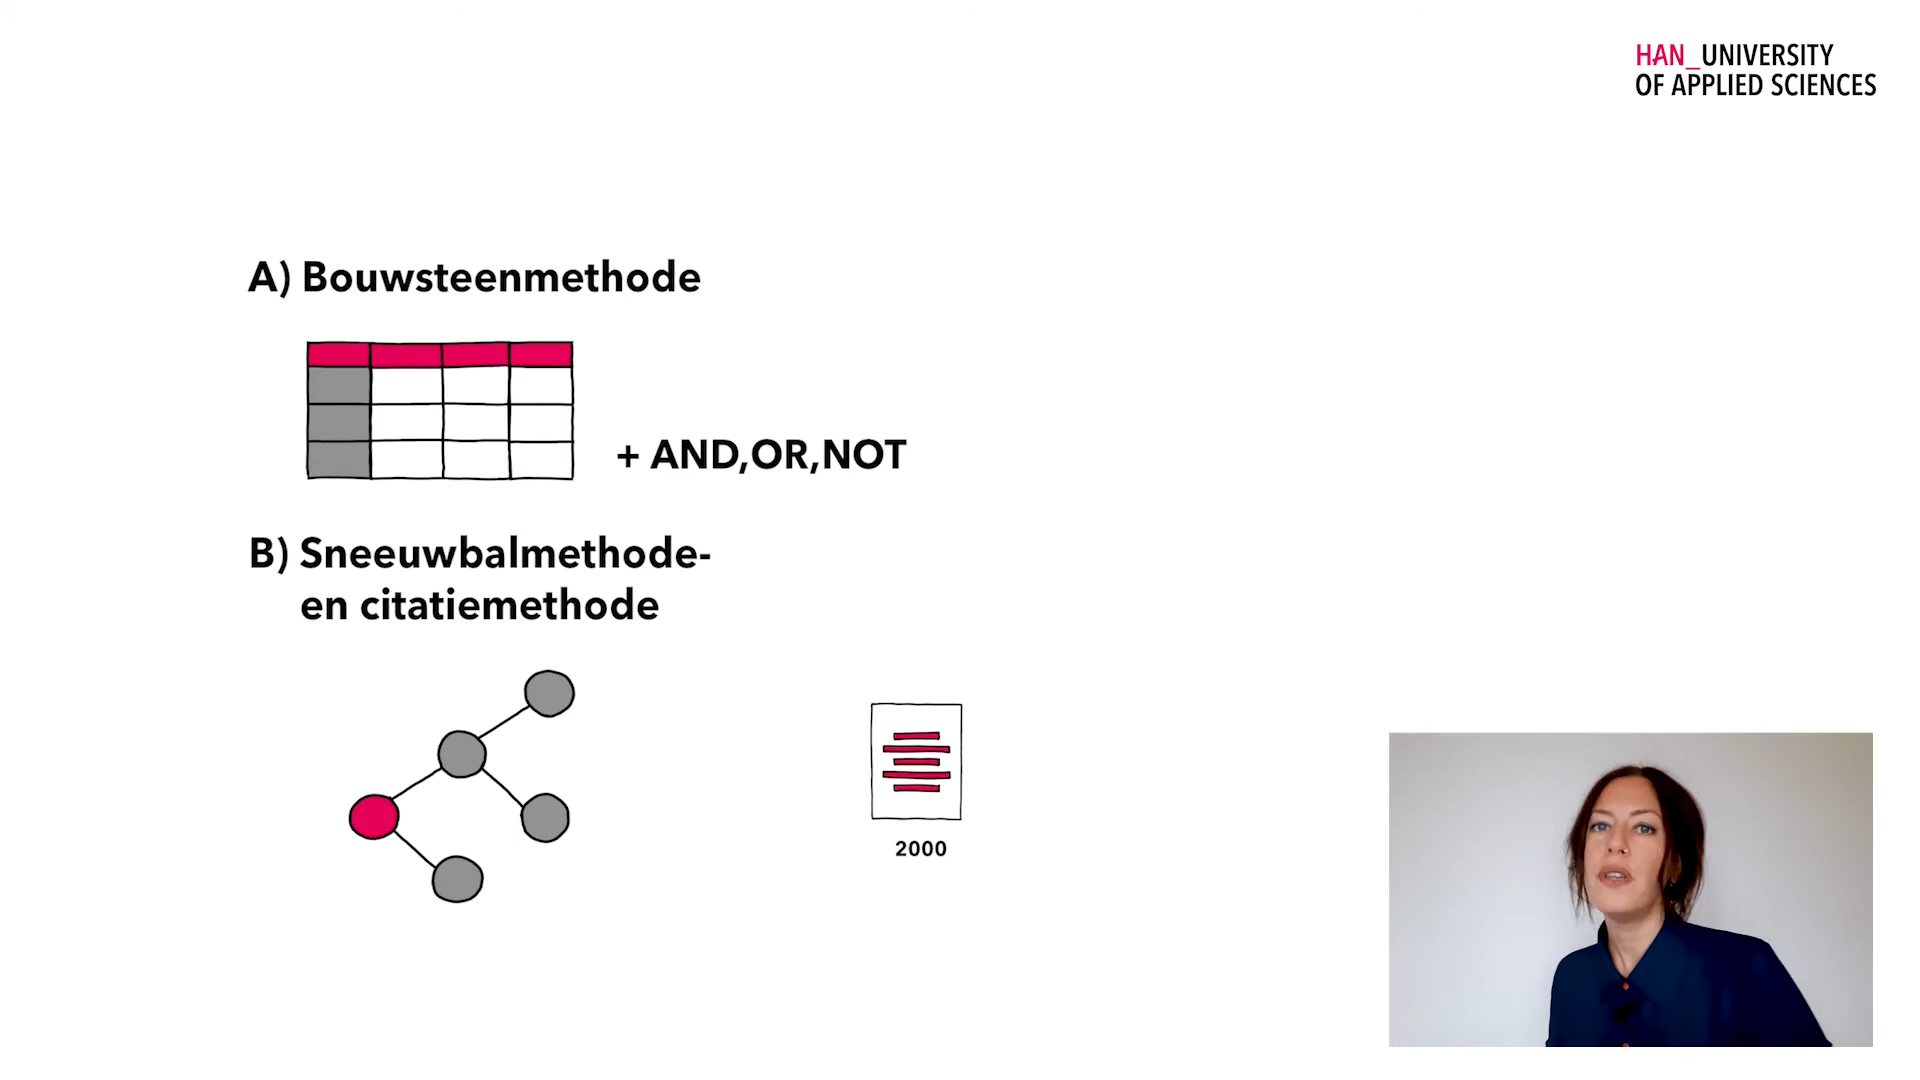 HAN_UNIVERSITY
OF APPLIED SCIENCES
A) Bouwsteenmethode
+ AND,OR,NOT
B) Sneeuwbalmethode-
en citatiemethode
2000